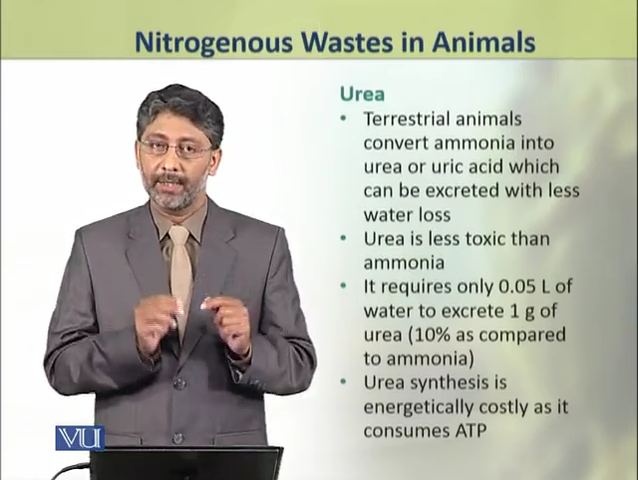 Nitrogenous Wastes in Animals
Urea
• Terrestrial animals
convert ammonia into
urea or uric acid which
can be excreted with less
water loss
• Urea is less toxic than
ammonia
• It requires only 0.05 L of
water to excrete 1 g of
urea (10% as compared
to ammonia)
• Urea synthesis is
energetically costly as it
consumes ATP
VU